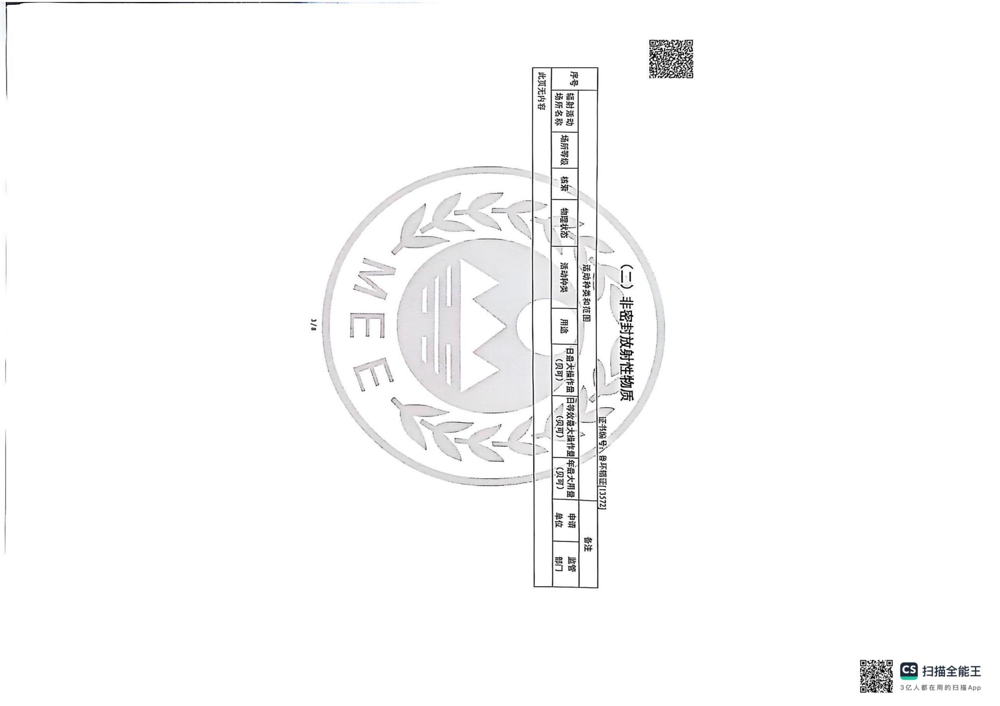 （二）非密封放射性物质
证书编号：鲁环辐证[13572]
序号
活动种类和范围
备注
辐射活动
场所名称
场所等级
核素
物理状态
活动种类
用途
日最大操作量
（贝可）
日等效最大操作量
（贝可）
年最大用量
（贝可）
申请
单位
监管
部门
此页无内容
MEE
3/8
CS 扫描全能王
3亿人都在用的扫描App